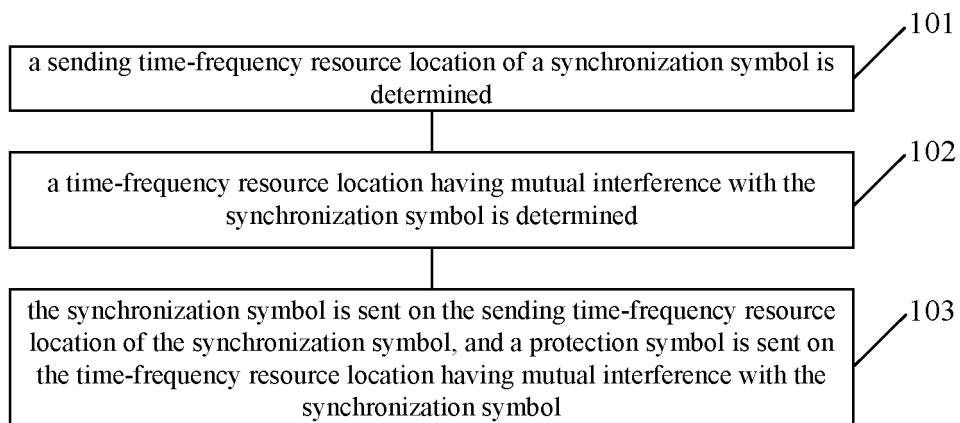 101
a sending time-frequency resource location of a synchronization symbol is
determined
102
a time-frequency resource location having mutual interference with the
synchronization symbol is determined
103
the synchronization symbol is sent on the sending time-frequency resource
location of the synchronization symbol, and a protection symbol is sent on
the time-frequency resource location having mutual interference with the
synchronization symbol